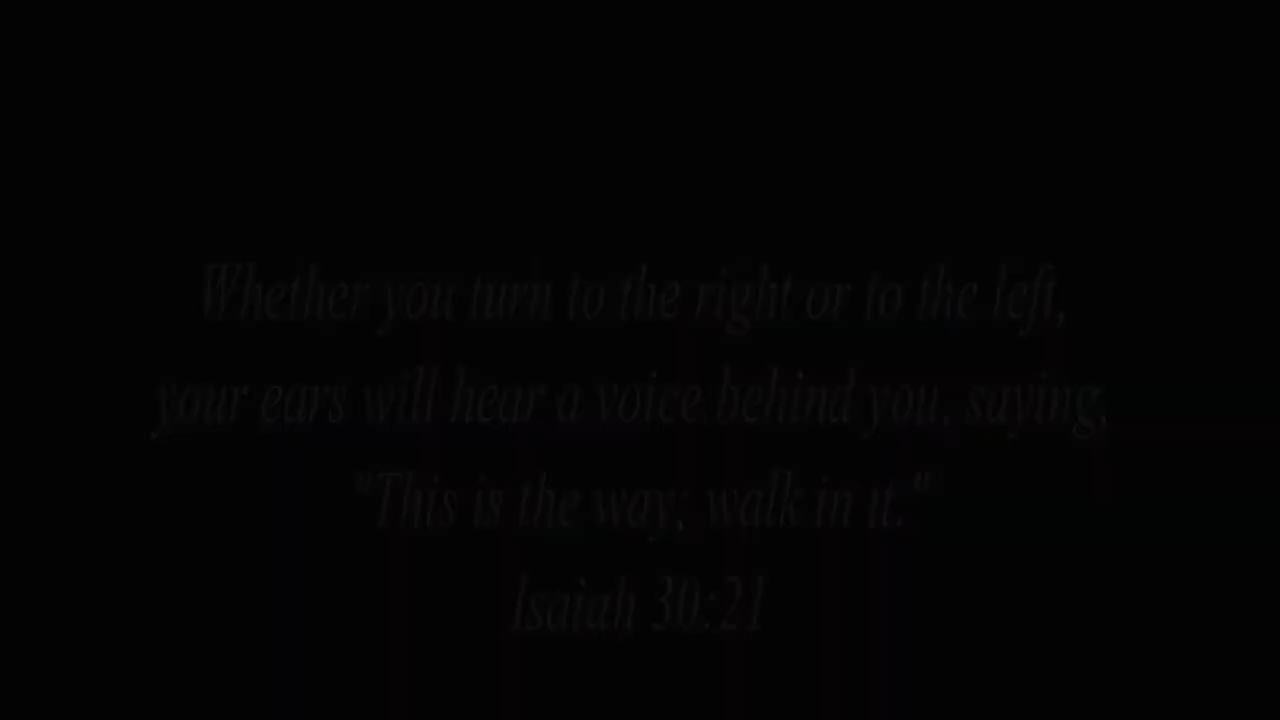 Whether you turn to the right or to the left,
your ears will hear a voice behind you, saying,
"This is the way; walk in it."
Isaiah 30:21